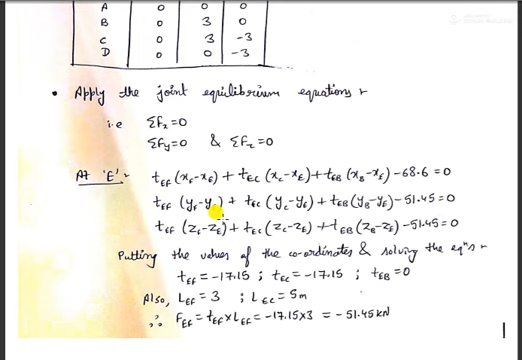 A 0 0 0
B 0 3 0
C 0 3 -3
D 0 0 -3
• Apply the joint equilibrium equations :-
i.e ΣFx=0
ΣFy=0 & ΣFz=0
At 'E':- tEF (xF-xE) + tEC (xC-xE) + tEB (xB-xE) -68.6 = 0
tEF (yF-y) + tEC (yC-yE) + tEB (yB-yE) -51.45 = 0
tEF (zF-zE) + tEC (zC-zE) + tEB (zB-zE) -51.45 = 0
Putting the values of the co-ordinates & solving the eqns :-
tEF = -17.15 ; tEC = -17.15 ; tEB = 0
Also, LEF = 3 ; LEC = 5m
∴ FEF = tEF x LEF = -17.15x3 = -51.45 kN